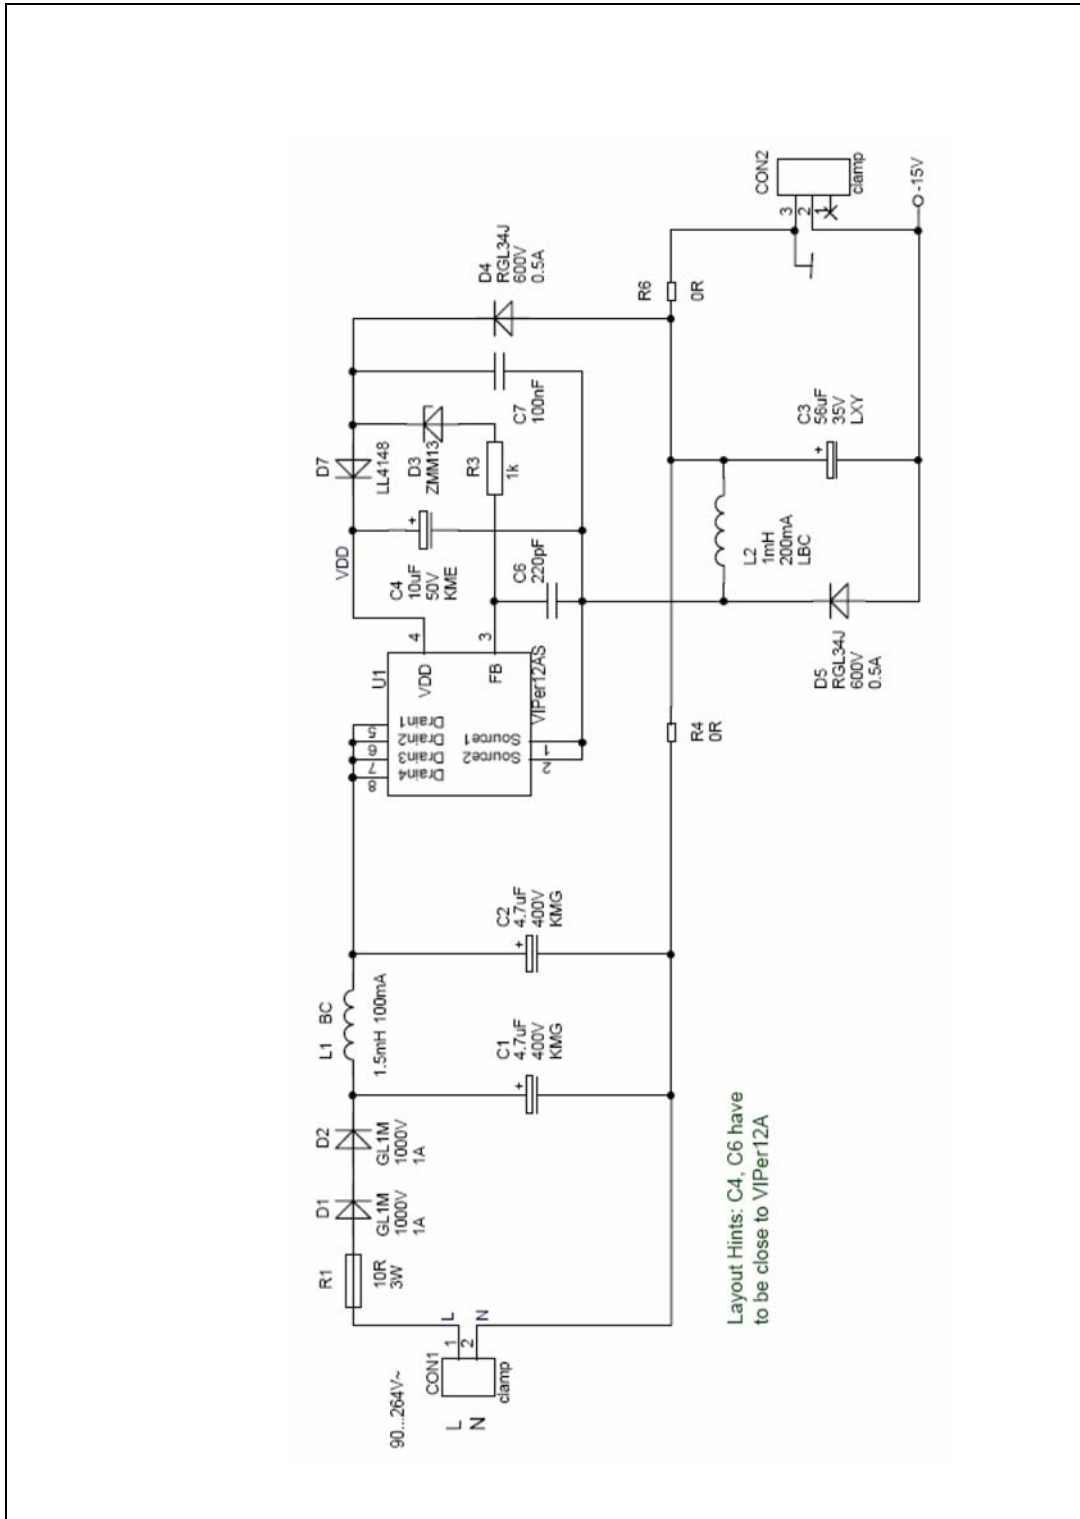 90...264V~
L
N
CON1
clamp
1
2
L
N
R1
10R
3W
D1
GL1M
1000V
1A
D2
GL1M
1000V
1A
L1 BC
1.5mH 100mA
C1
4.7uF
400V
KMG
C2
4.7uF
400V
KMG
U1
8
7
6
5
Drain4
Drain3
Drain2
Drain1
Source2
Source1
2
1
VDD
FB
4
3
VIPer12AS
VDD
C4
10uF
50V
KME
D7
LL4148
D3
ZMM13
R3
1k
C6
220pF
C7
100nF
D4
RGL34J
600V
0.5A
R4
0R
D5
RGL34J
600V
0.5A
L2
1mH
200mA
LBC
C3
56uF
35V
LXY
R6
0R
CON2
clamp
3
2
1
-15V
Layout Hints: C4, C6 have
to be close to VIPer12A